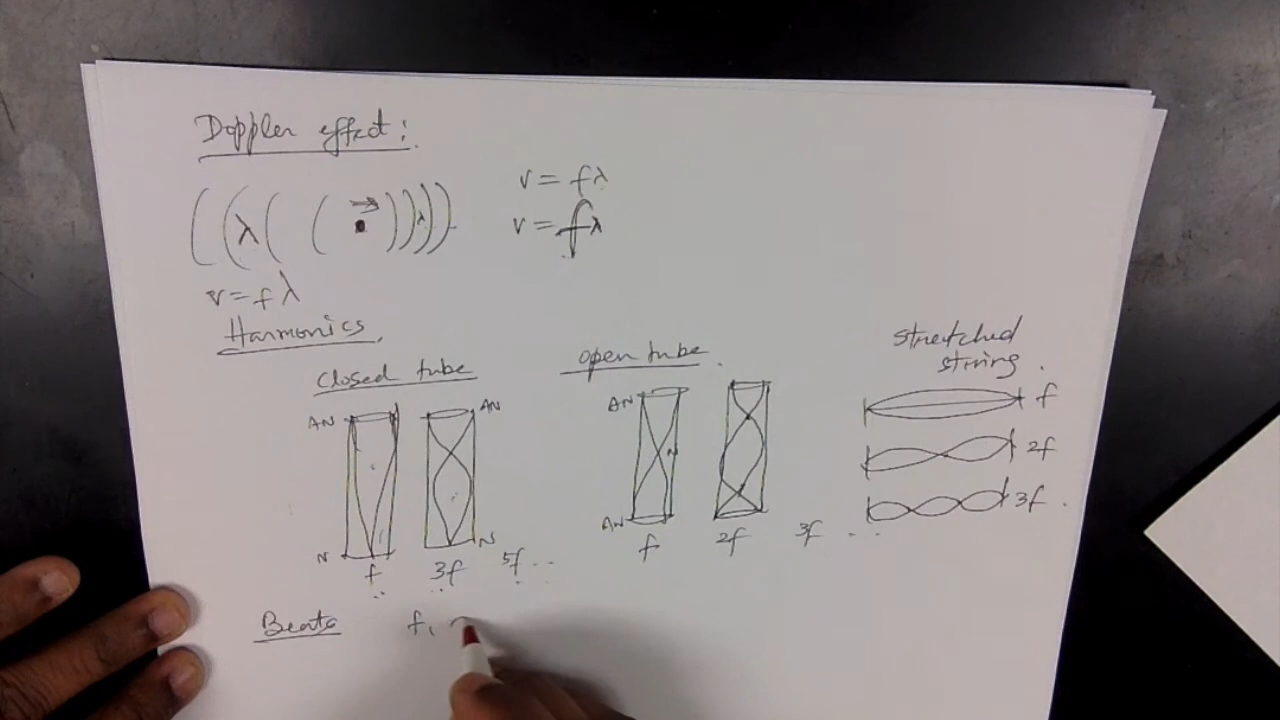 Doppler effect:
v = fλ
v = fλ
λ λ
v = fλ
Harmonics
closed tube
open tube
stretched
string
AN AN
N N
f 3f 5f ..
AN N
AN
f 2f 3f ...
f
2f
3f
Beats f₁